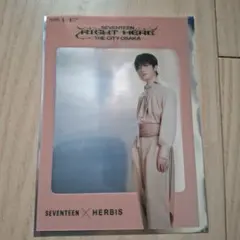 SEVENTEEN
RIGHT HERE
THE CITY OSAKA
SEVENTEEN X HERBIS